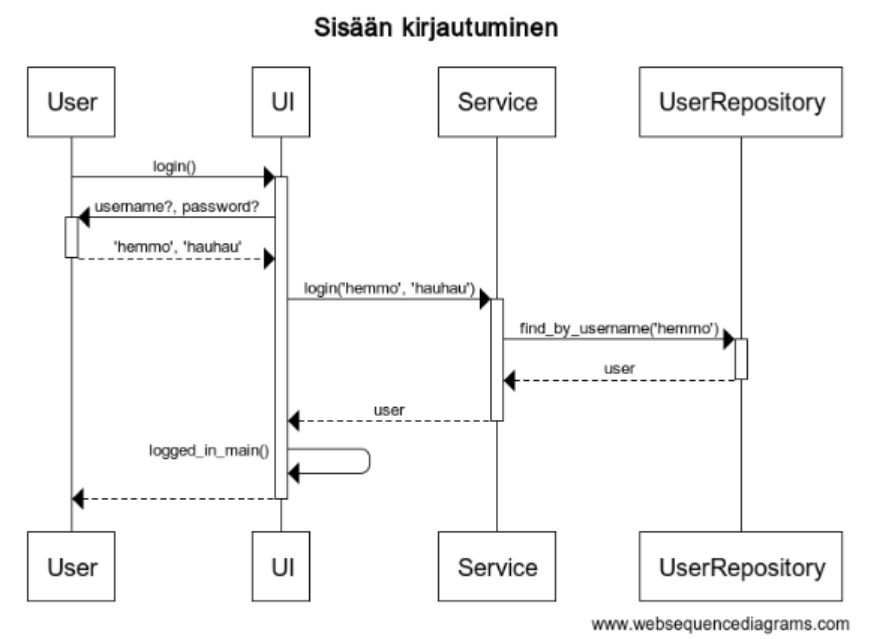 Sisään kirjautuminen
User
UI
Service
UserRepository
login()
username?, password?
'hemmo', 'hauhau'
login('hemmo', 'hauhau')
find_by_username('hemmo')
user
user
logged_in_main()
User
UI
Service
UserRepository
www.websequencediagrams.com